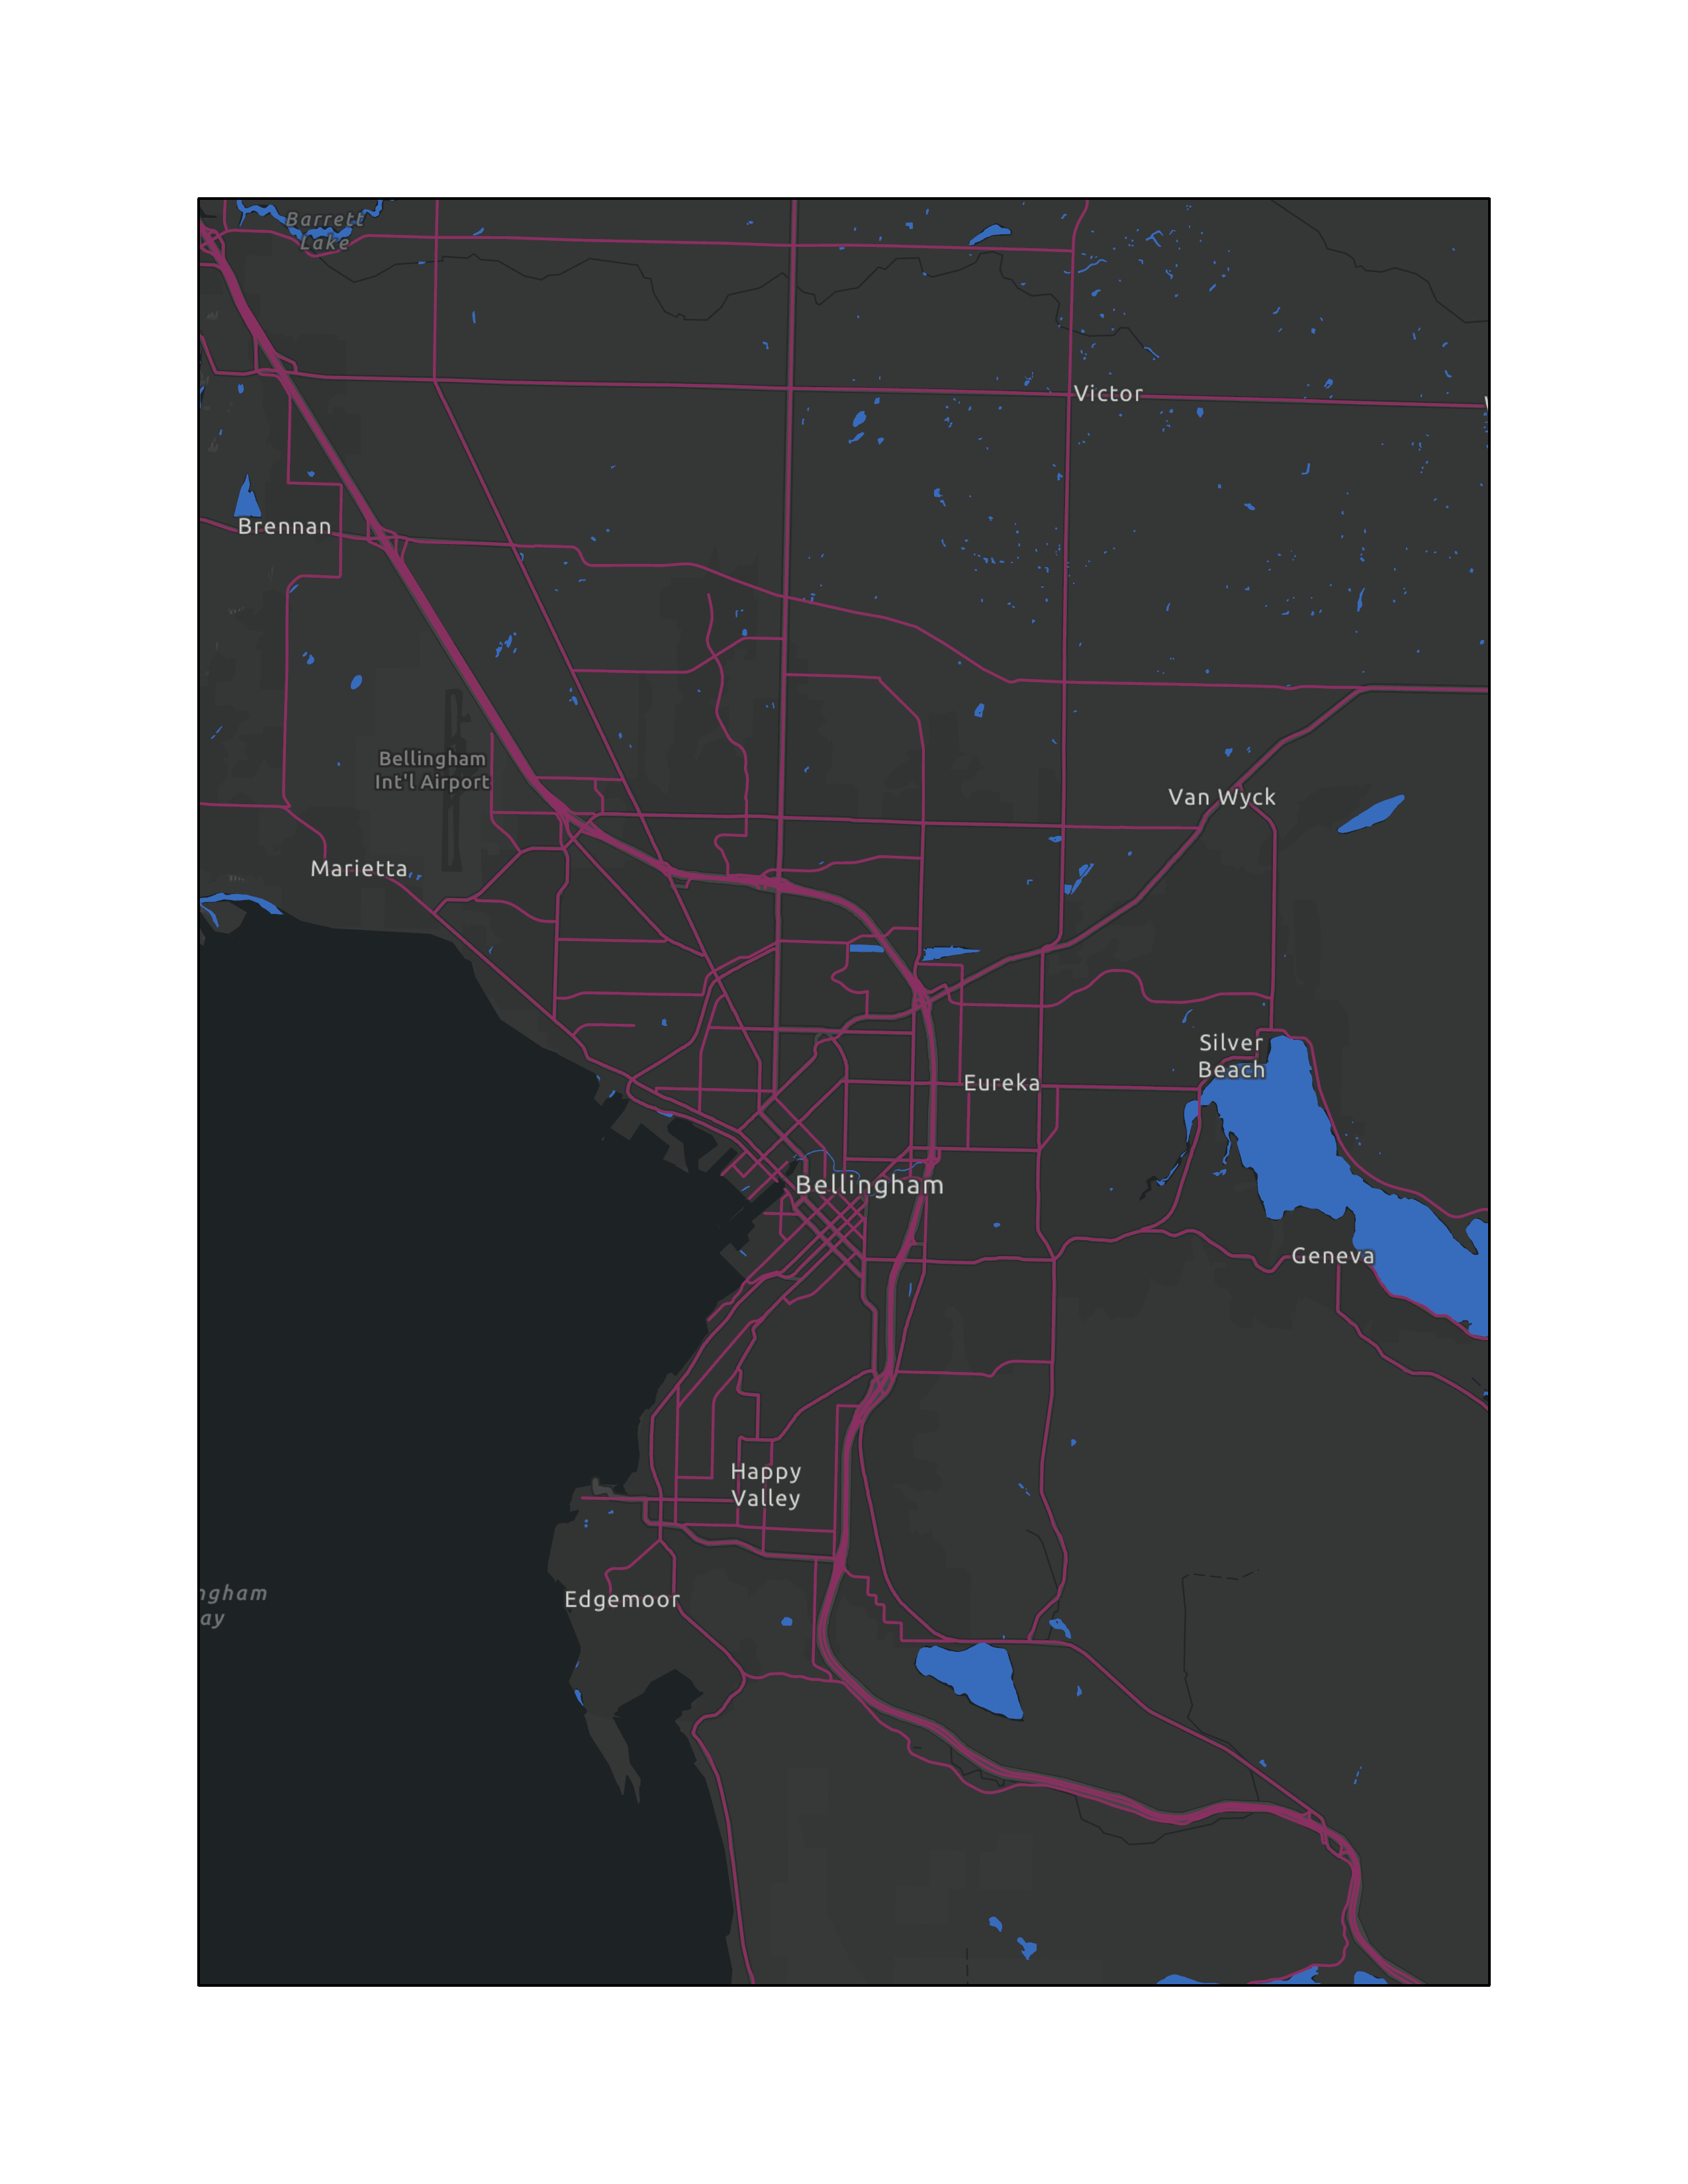 Barrett
Lake
Victor
Brennan
Bellingham
Int'l Airport
Van Wyck
Marietta
Silver
Beach
Eureka
Bellingham
Geneva
Happy
Valley
ngham
ay
Edgemoor